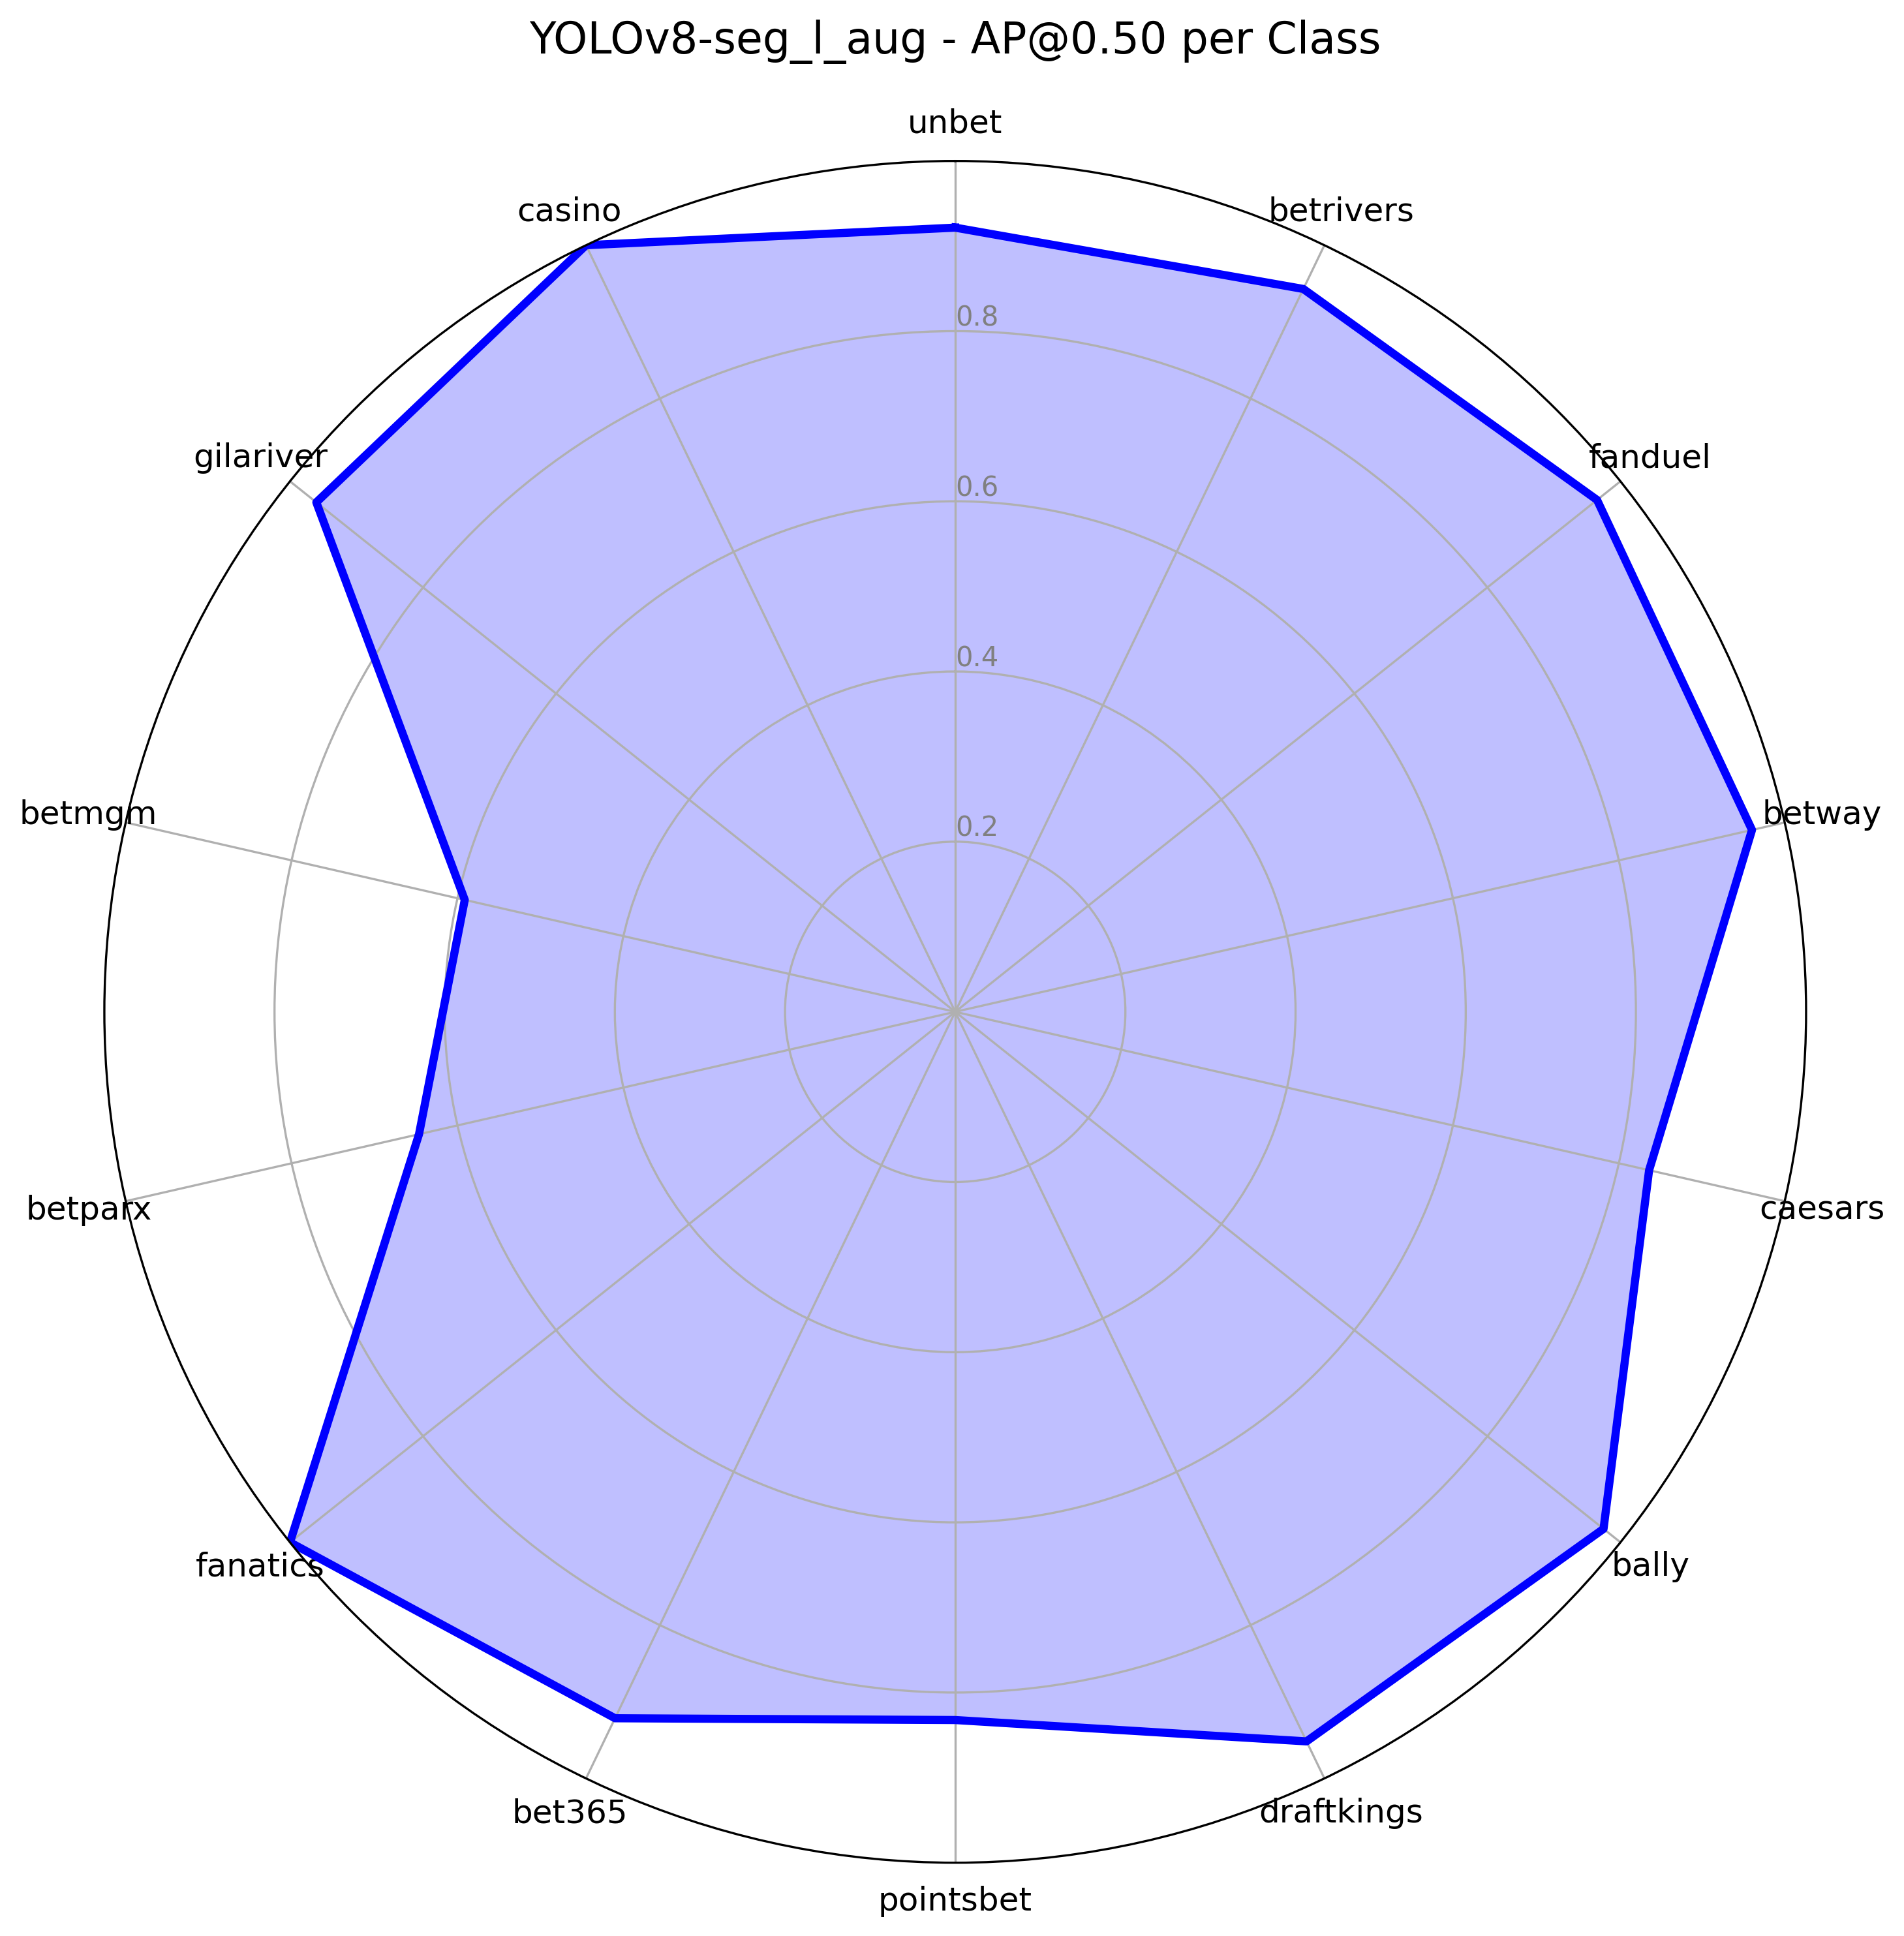 YOLOv8-seg_l_aug - AP@0.50 per Class
unbet
casino
betrivers
0.8
gilariver
fanduel
0.6
0.4
betmgm
betway
0.2
betparx
caesars
fanatics
bally
bet365
draftkings
pointsbet